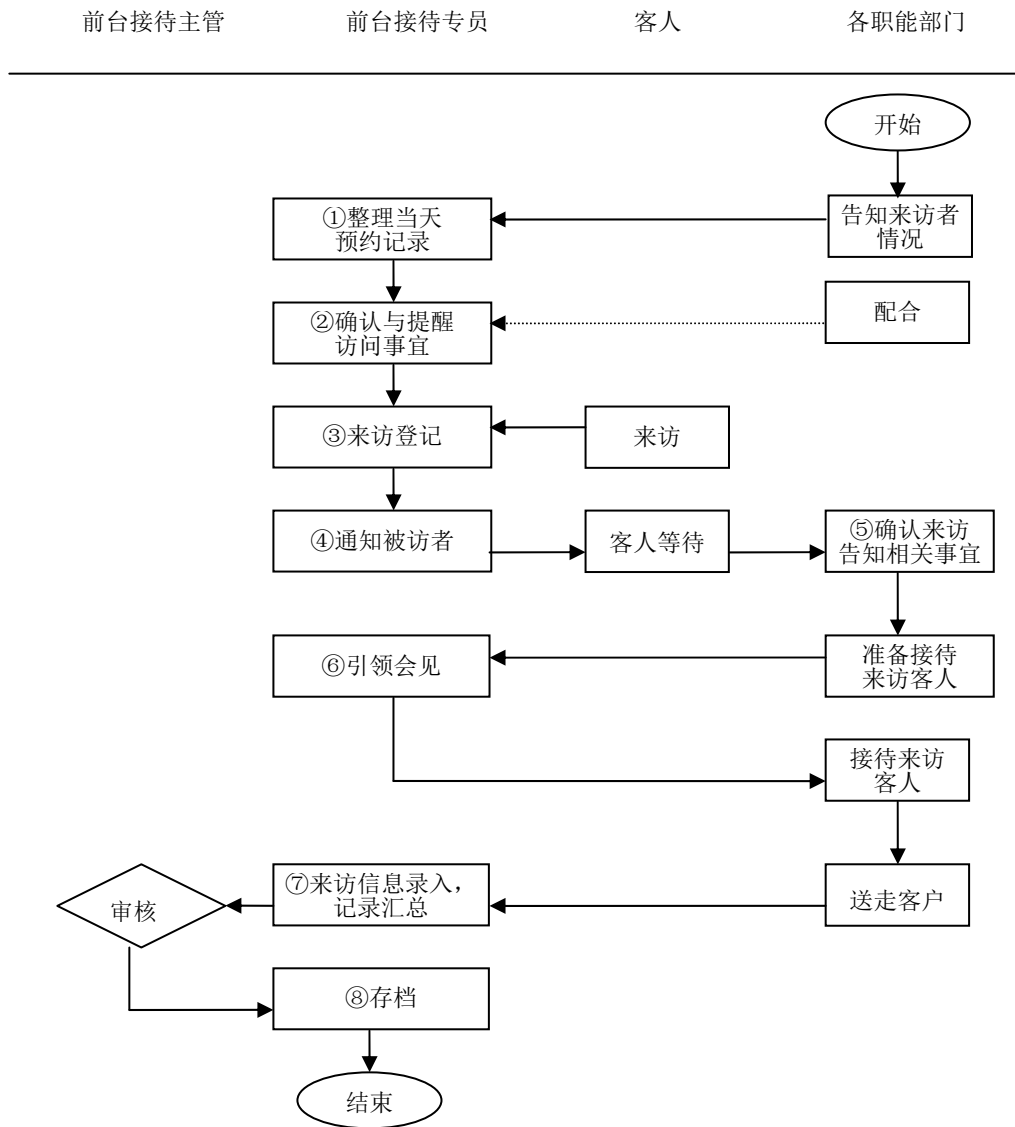 前台接待主管 前台接待专员 客人 各职能部门
开始
①整理当天
预约记录
告知来访者
情况
②确认与提醒
访问事宜
配合
③来访登记
来访
④通知被访者
客人等待
⑤确认来访
告知相关事宜
⑥引领会见
准备接待
来访客人
接待来访
客人
审核
⑦来访信息录入，
记录汇总
送走客户
⑧存档
结束